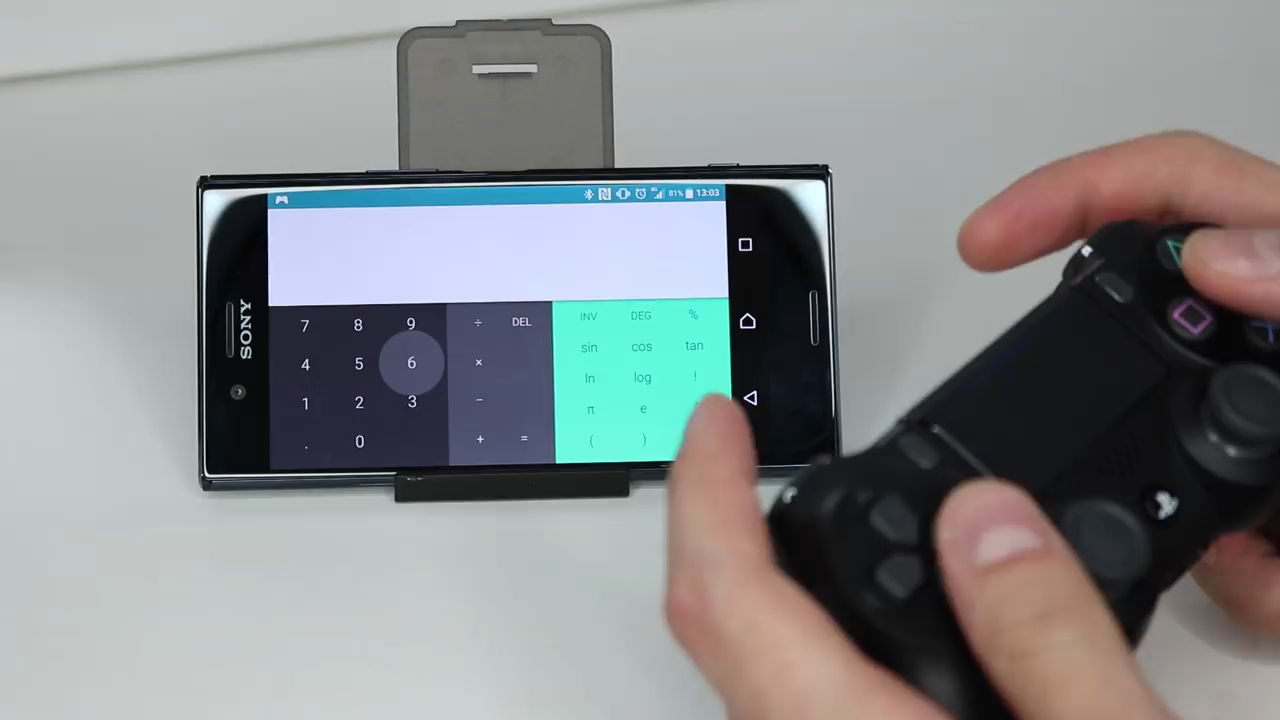 81% 13:03
SONY
7 8 9 ÷ DEL INV DEG %
4 5 6 × sin cos tan
1 2 3 − ln log !
. 0 + = π e
( )